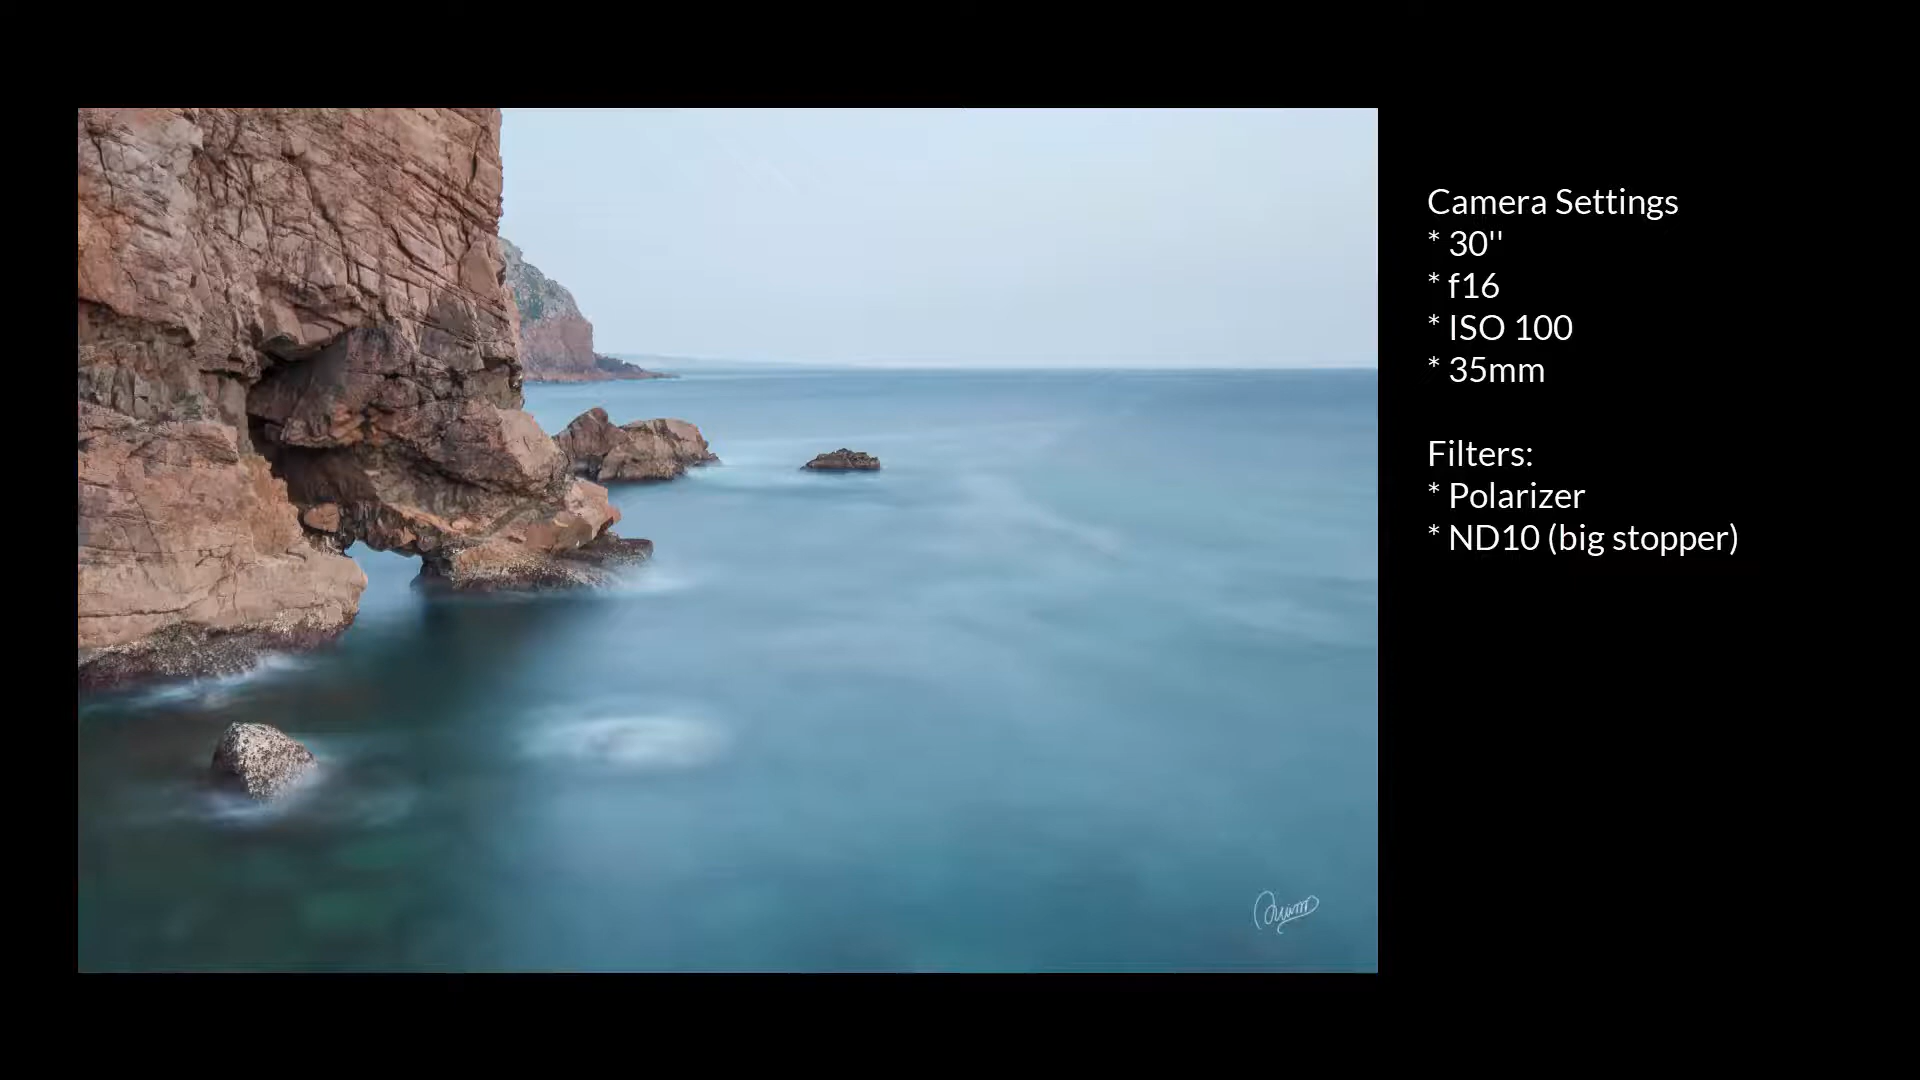 Camera Settings
* 30''
* f16
* ISO 100
* 35mm
Filters:
* Polarizer
* ND10 (big stopper)